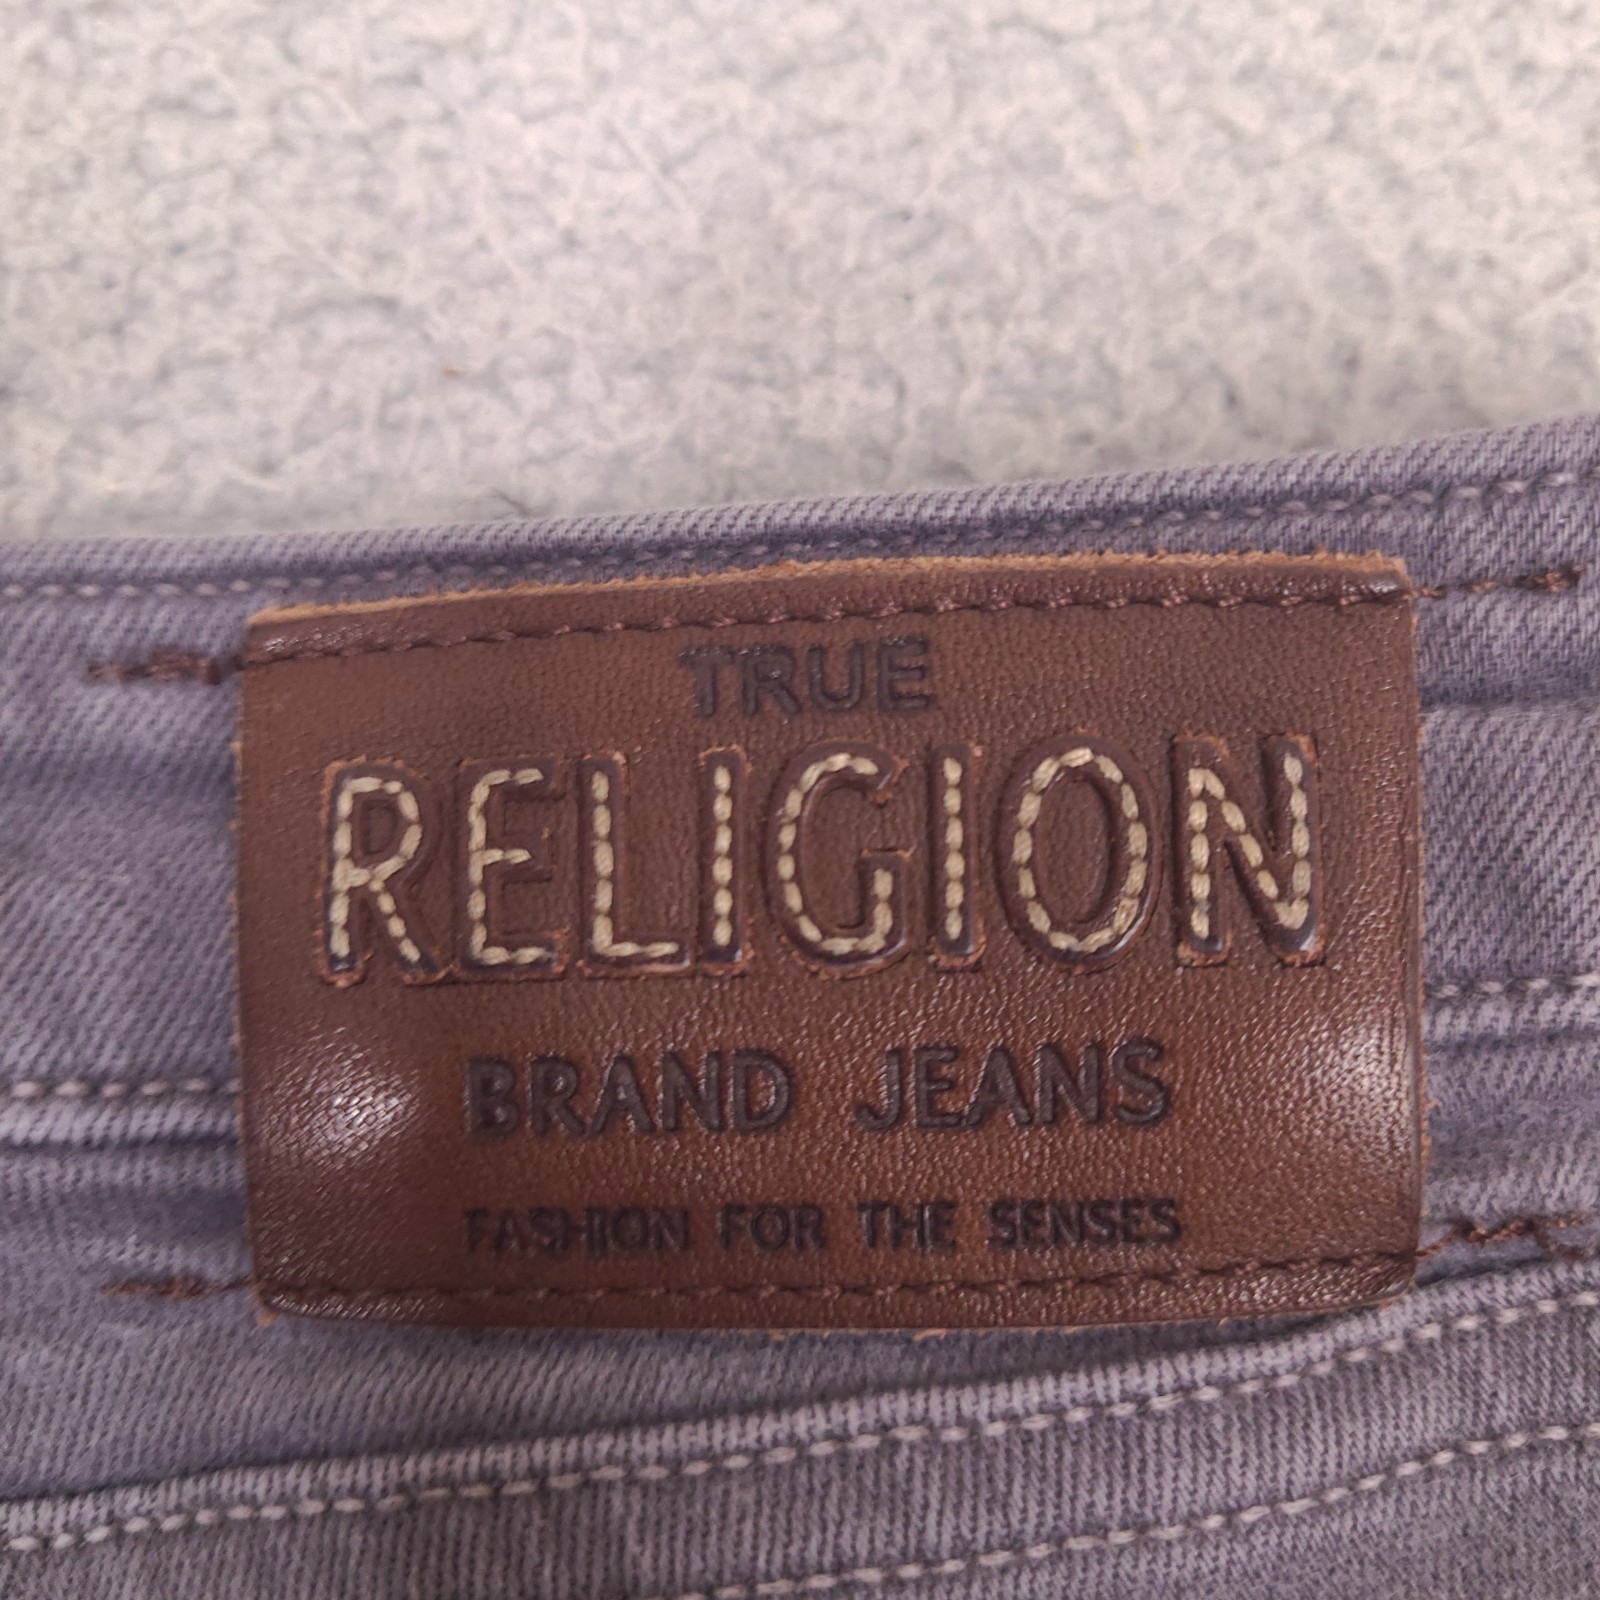 TRUE
RELIGION
BRAND JEANS
FASHION FOR THE SENSES